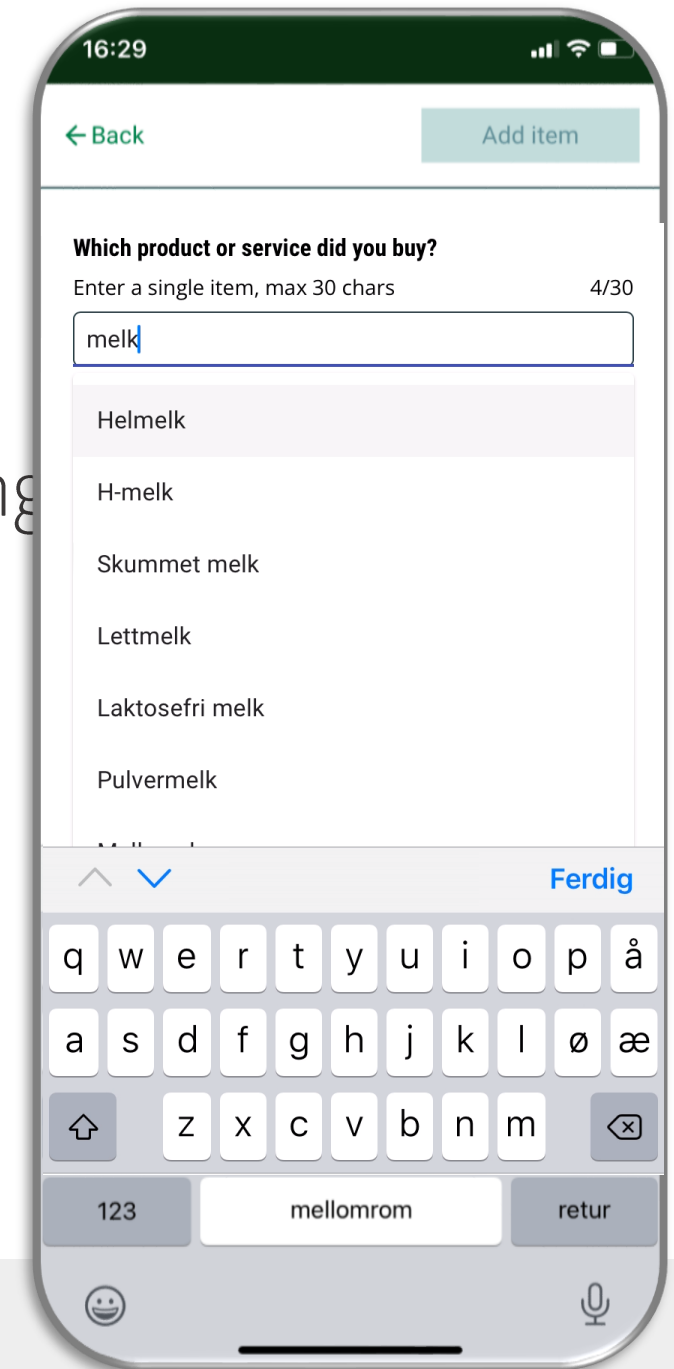 16:29
Back
Add item
Which product or service did you buy?
Enter a single item, max 30 chars
4/30
melk
Helmelk
H-melk
Skummet melk
Lettmelk
Laktosefri melk
Pulvermelk
Ferdig
q w e r t y u i o p å
a s d f g h j k l ø æ
z x c v b n m
123
mellomrom
retur